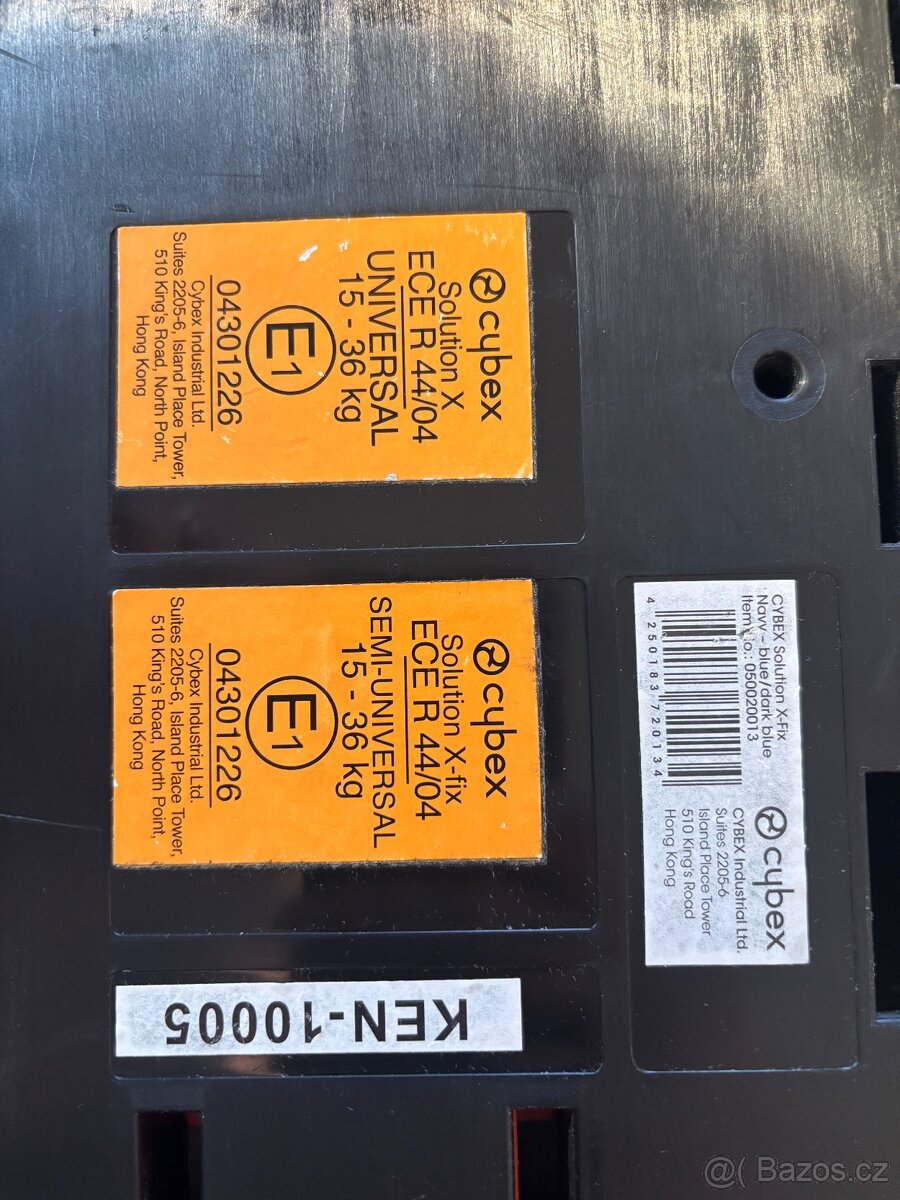 cybex
Solution X
ECE R 44/04
UNIVERSAL
15 - 36 kg
E1
04301226
Cybex Industrial Ltd.
Suites 2205-6, Island Place Tower,
510 King's Road, North Point,
Hong Kong
cybex
Solution X-fix
ECE R 44/04
SEMI-UNIVERSAL
15 - 36 kg
E1
04301226
Cybex Industrial Ltd.
Suites 2205-6, Island Place Tower,
510 King's Road, North Point,
Hong Kong
CYBEX Solution X-Fix
Navy - blue/dark blue
ItemNo.: 050020013
4 250183 720134
cybex
CYBEX Industrial Ltd.
Suites 2205-6
Island Place Tower
510 King's Road
Hong Kong
KEN-10005
@( Bazos.cz